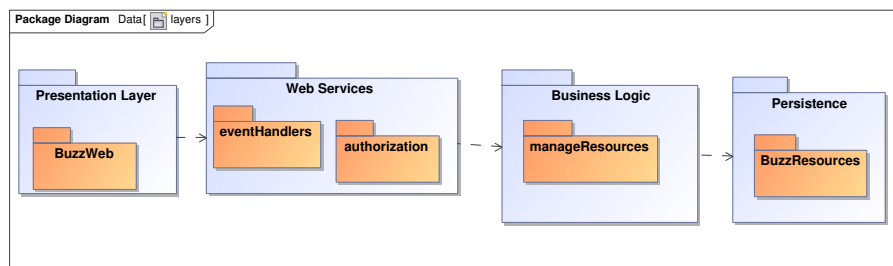 Package Diagram Data[ layers ]
Presentation Layer
BuzzWeb
Web Services
eventHandlers
authorization
Business Logic
manageResources
Persistence
BuzzResources